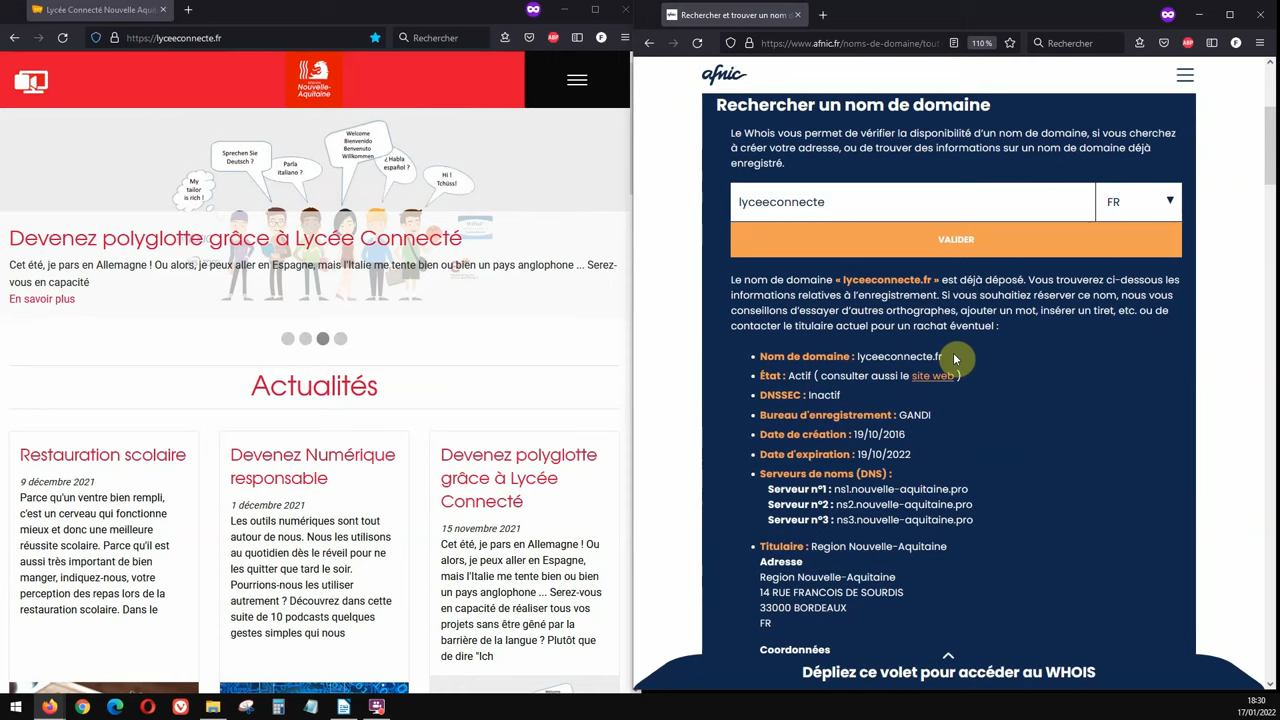 Lycée Connecté Nouvelle Aqui
https://lyceeconnecte.fr
Rechercher
RÉGION
Nouvelle-
Aquitaine
My
tailor
is rich !
Sprechen Sie
Deutsch ?
Parla
italiano ?
Welcome
Bienvenido
Benvenuto
Willkommen
¿ Habla
español ?
Hi !
Tchüss!
Devenez polyglotte grâce à Lycée Connecté
Cet été, je pars en Allemagne ! Ou alors, je peux aller en Espagne, mais l'Italie me tente bien ou bien un pays anglophone ... Serez-
vous en capacité
En savoir plus
Actualités
Restauration scolaire
9 décembre 2021
Parce qu'un ventre bien rempli,
c'est un cerveau qui fonctionne
mieux et donc une meilleure
réussite scolaire. Parce qu'il est
aussi très important de bien
manger, indiquez-nous, votre
perception des repas lors de la
restauration scolaire. Dans le
Devenez Numérique
responsable
1 décembre 2021
Les outils numériques sont tout
autour de nous. Nous les utilisons
au quotidien dès le réveil pour ne
les quitter que tard le soir.
Pourrions-nous les utiliser
autrement ? Découvrez dans cette
suite de 10 podcasts quelques
gestes simples qui nous
Devenez polyglotte
grâce à Lycée
Connecté
15 novembre 2021
Cet été, je pars en Allemagne ! Ou
alors, je peux aller en Espagne,
mais l'Italie me tente bien ou bien
un pays anglophone ... Serez-vous
en capacité de réaliser tous vos
projets sans être gêné par la
barrière de la langue ? Plutôt que
de dire "Ich
Rechercher et trouver un nom d
https://www.afnic.fr/noms-de-domaine/tout
110 %
Rechercher
afnic
Rechercher un nom de domaine
Le Whois vous permet de vérifier la disponibilité d'un nom de domaine, si vous cherchez
à créer votre adresse, ou de trouver des informations sur un nom de domaine déjà
enregistré.
lyceeconnecte
FR
VALIDER
Le nom de domaine « lyceeconnecte.fr » est déjà déposé. Vous trouverez ci-dessous les
informations relatives à l'enregistrement. Si vous souhaitiez réserver ce nom, nous vous
conseillons d'essayer d'autres orthographes, ajouter un mot, insérer un tiret, etc. ou de
contacter le titulaire actuel pour un rachat éventuel :
• Nom de domaine : lyceeconnecte.fr
• État : Actif ( consulter aussi le site web )
• DNSSEC : Inactif
• Bureau d'enregistrement : GANDI
• Date de création : 19/10/2016
• Date d'expiration : 19/10/2022
• Serveurs de noms (DNS) :
Serveur n°1 : ns1.nouvelle-aquitaine.pro
Serveur n°2 : ns2.nouvelle-aquitaine.pro
Serveur n°3 : ns3.nouvelle-aquitaine.pro
• Titulaire : Region Nouvelle-Aquitaine
Adresse
Region Nouvelle-Aquitaine
14 RUE FRANCOIS DE SOURDIS
33000 BORDEAUX
FR
Coordonnées
Dépliez ce volet pour accéder au WHOIS
18:30
17/01/2022